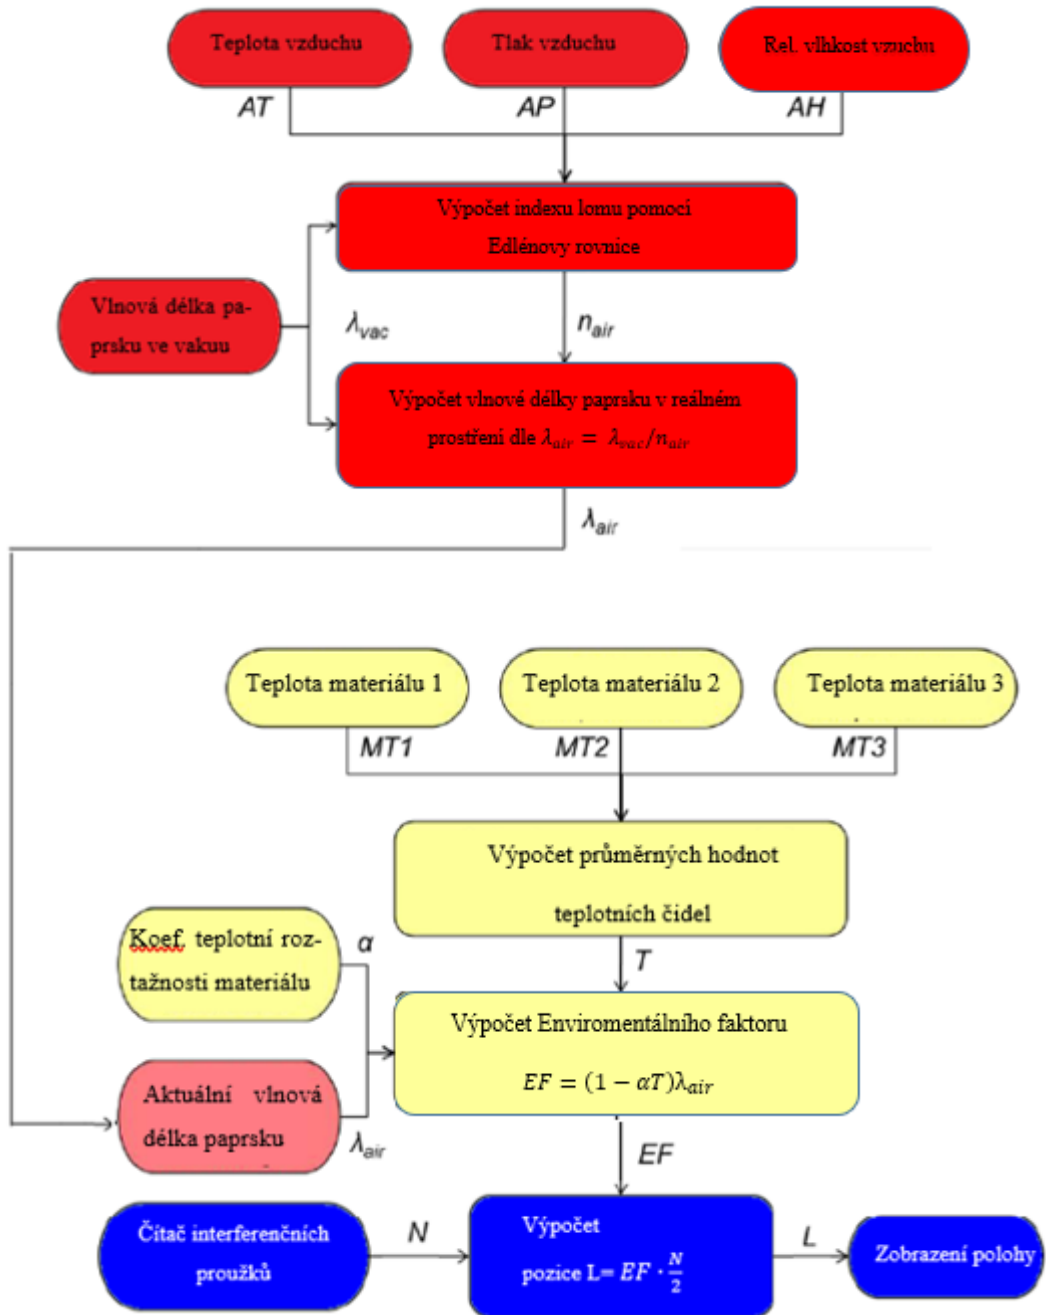 Teplota vzduchu
Tlak vzduchu
Rel. vlhkost vzuchu
AT
AP
AH
Výpočet indexu lomu pomocí
Edlénovy rovnice
Vlnová délka pa-
prsku ve vakuu
λvac
nair
Výpočet vlnové délky paprsku v reálném
prostření dle λair = λvac/nair
λair
Teplota materiálu 1
Teplota materiálu 2
Teplota materiálu 3
MT1
MT2
MT3
Výpočet průměrných hodnot
teplotních čidel
Koef. teplotní roz-
tažnosti materiálu
α
T
Výpočet Enviromentálního faktoru
EF = (1 − αT)λair
Aktuální vlnová
délka paprsku
λair
EF
Čítač interferenčních
proužků
N
Výpočet
pozice L= EF · N/2
L
Zobrazení polohy